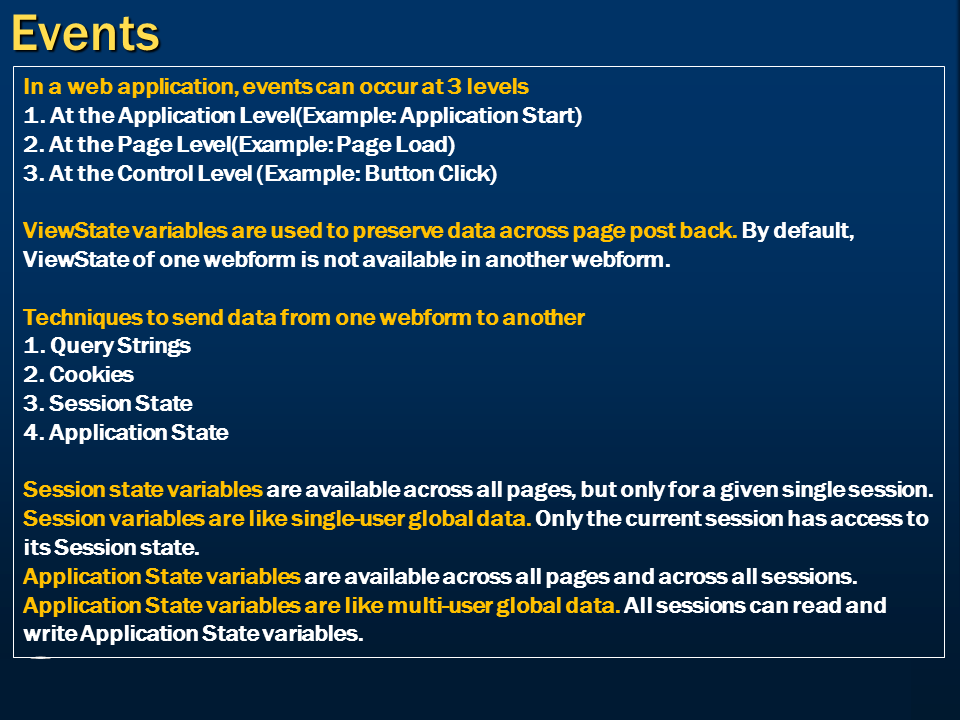 Events
In a web application, events can occur at 3 levels
1. At the Application Level(Example: Application Start)
2. At the Page Level(Example: Page Load)
3. At the Control Level (Example: Button Click)
ViewState variables are used to preserve data across page post back. By default,
ViewState of one webform is not available in another webform.
Techniques to send data from one webform to another
1. Query Strings
2. Cookies
3. Session State
4. Application State
Session state variables are available across all pages, but only for a given single session.
Session variables are like single-user global data. Only the current session has access to
its Session state.
Application State variables are available across all pages and across all sessions.
Application State variables are like multi-user global data. All sessions can read and
write Application State variables.